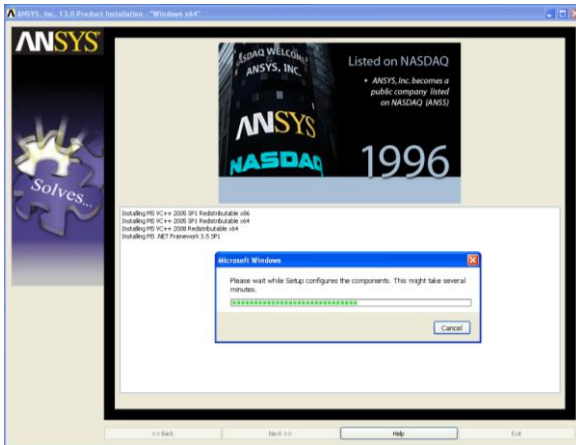 ANSYS, Inc. 13.0 Product Installation - "Windows x64"
ANSYS
Solves...
NASDAQ WELCOMES
ANSYS, INC.
ANSYS
NASDAQ
Listed on NASDAQ
• ANSYS, Inc. becomes a
public company listed
on NASDAQ (ANSS)
1996
Installing MS VC++ 2005 SP1 Redistributable x86
Installing MS VC++ 2005 SP1 Redistributable x64
Installing MS VC++ 2008 Redistributable x64
Installing MS .NET Framework 3.5 SP1
Microsoft Windows
Please wait while Setup configures the components. This might take several
minutes.
Cancel
<< Back
Next >>
Help
Exit